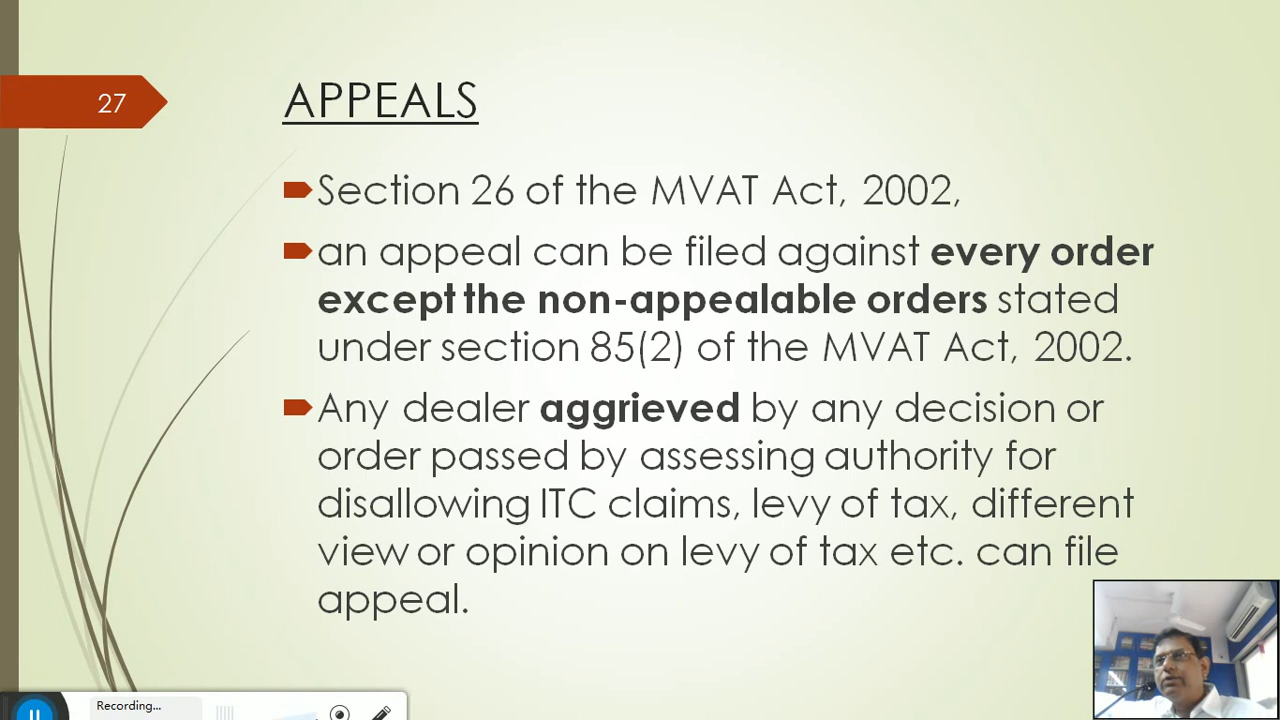 27
APPEALS
Section 26 of the MVAT Act, 2002,
an appeal can be filed against every order
except the non-appealable orders stated
under section 85(2) of the MVAT Act, 2002.
Any dealer aggrieved by any decision or
order passed by assessing authority for
disallowing ITC claims, levy of tax, different
view or opinion on levy of tax etc. can file
appeal.
Recording...